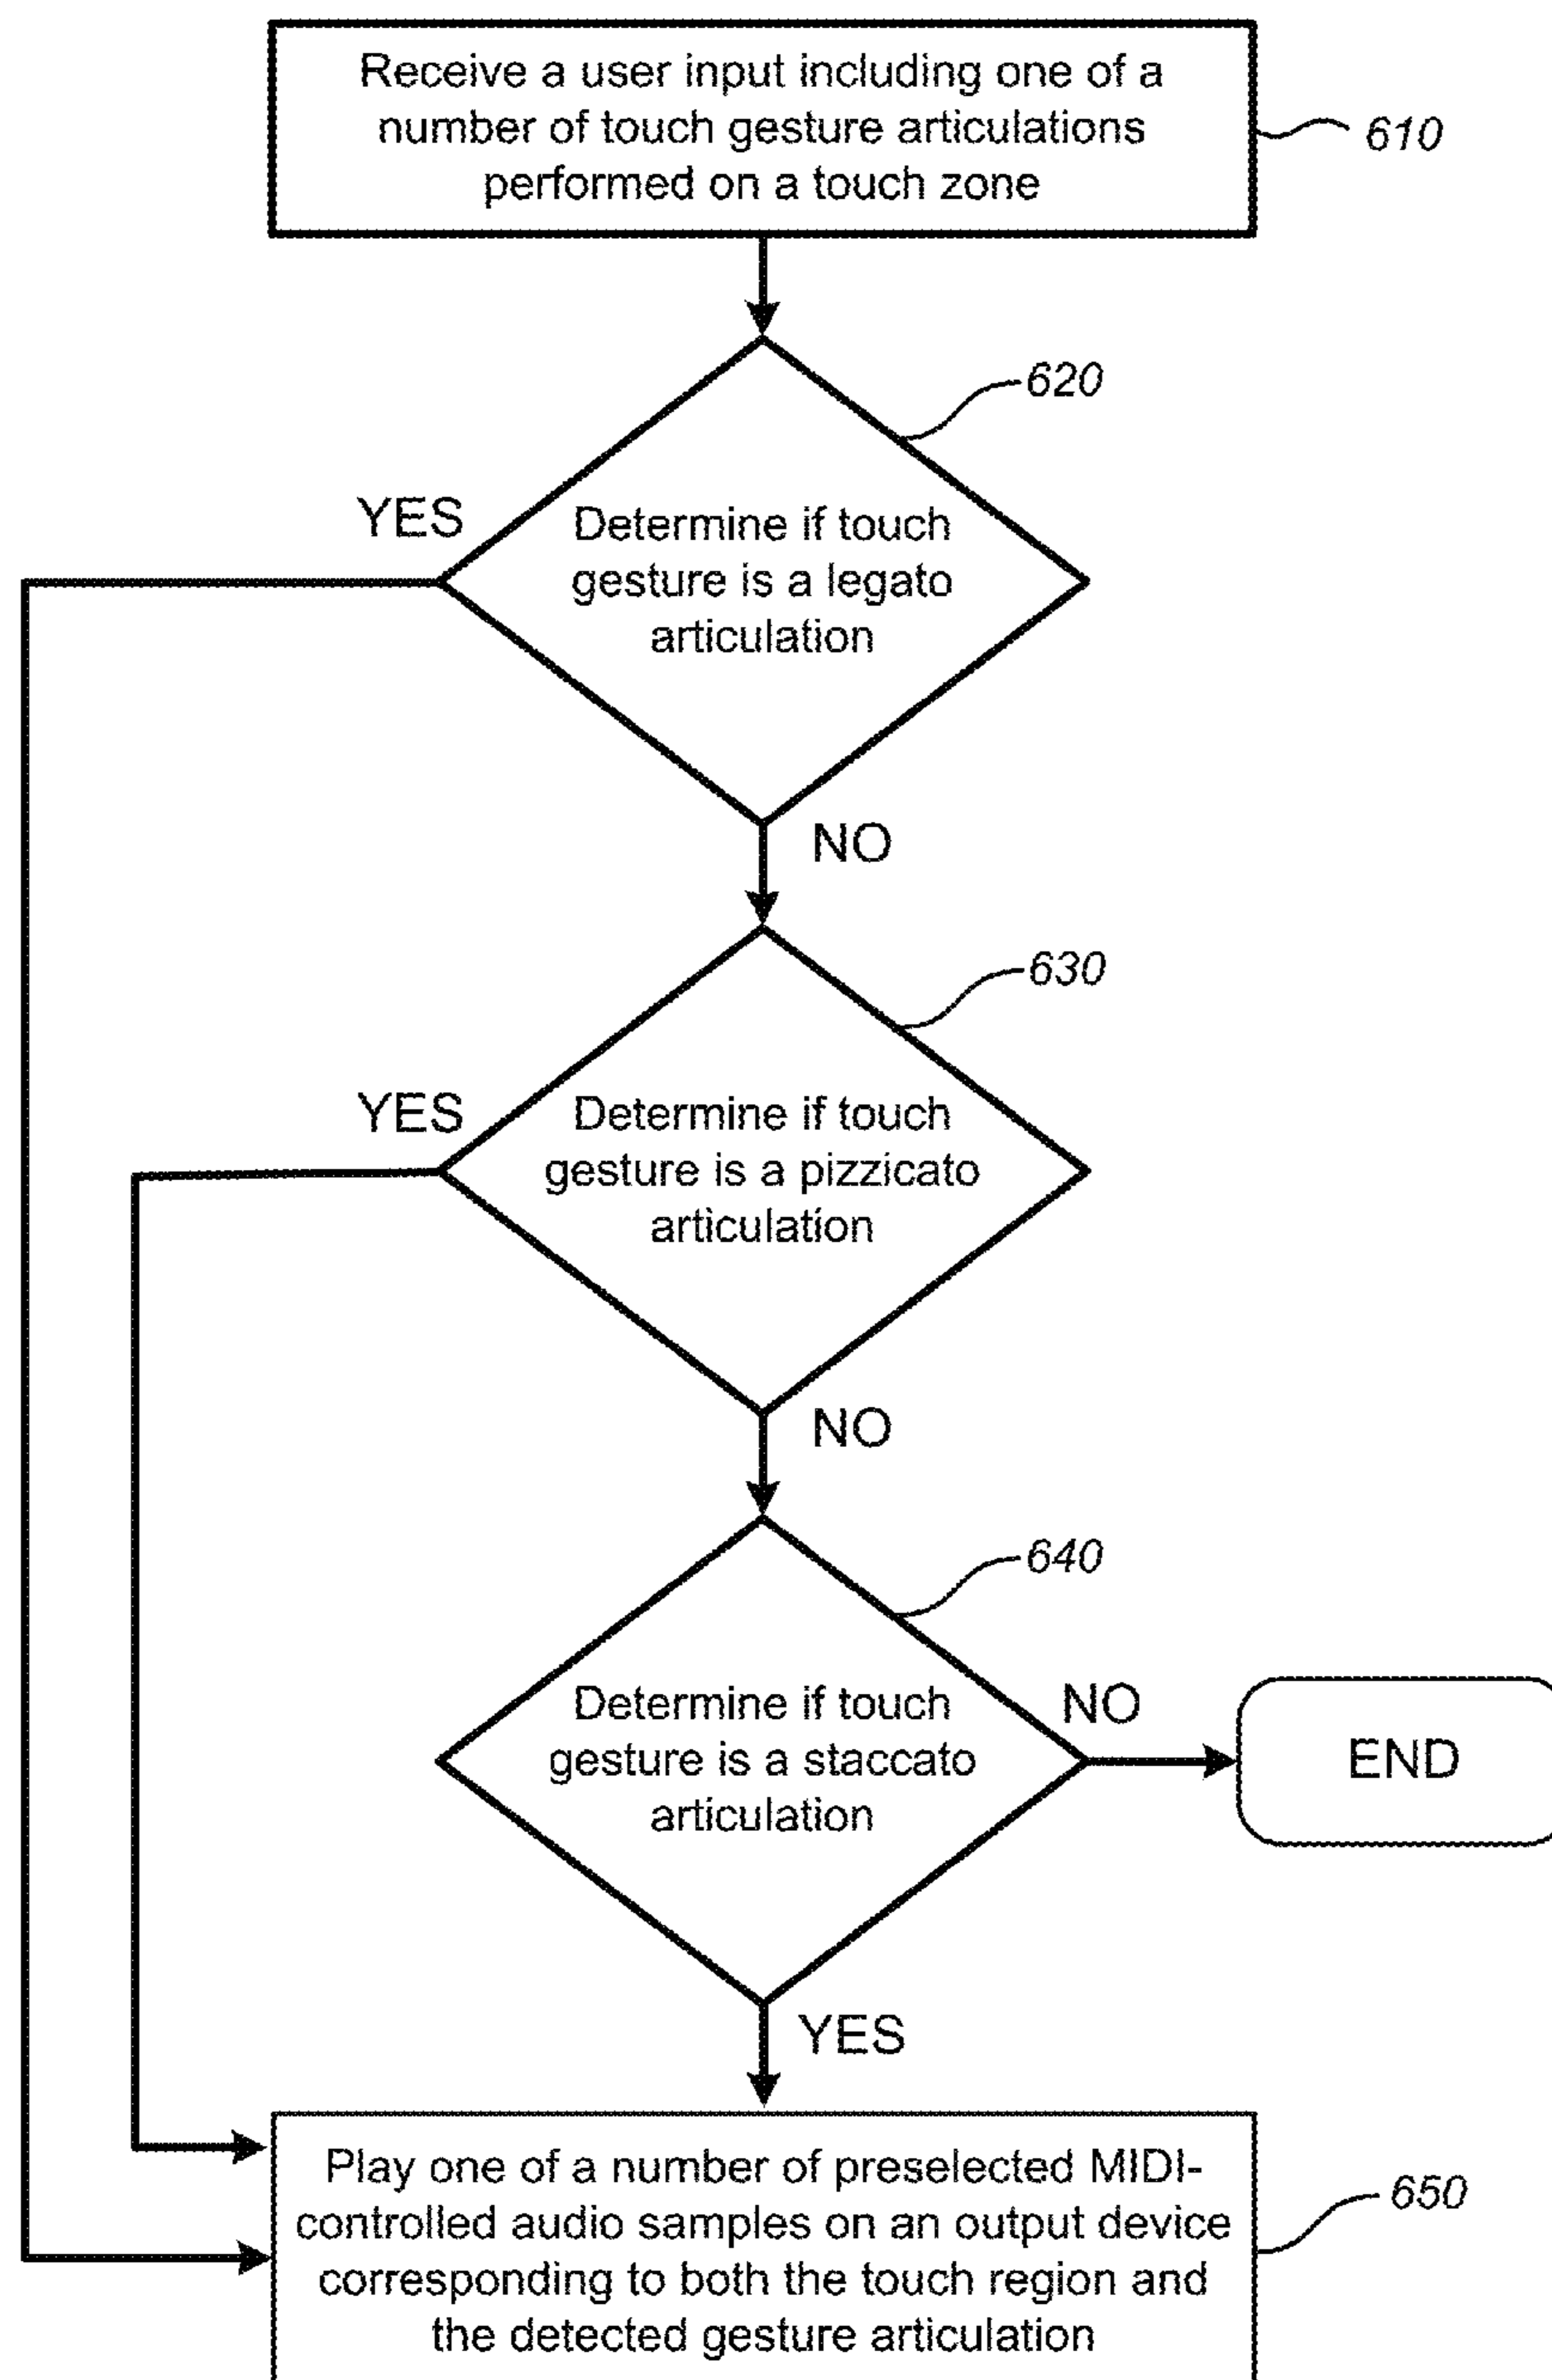 Receive a user input including one of a
number of touch gesture articulations
performed on a touch zone
610
620
YES
Determine if touch
gesture is a legato
articulation
NO
630
YES
Determine if touch
gesture is a pizzicato
articulation
NO
640
Determine if touch
gesture is a staccato
articulation
NO
END
YES
Play one of a number of preselected MIDI-
controlled audio samples on an output device
corresponding to both the touch region and
the detected gesture articulation
650